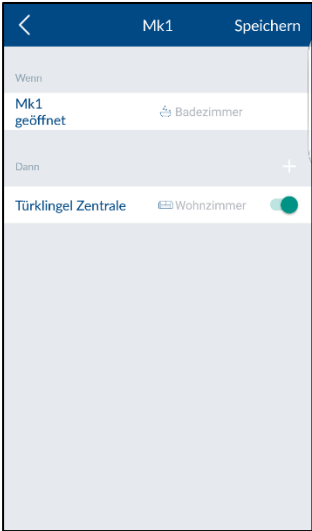 Mk1 Speichern
Wenn
Mk1
geöffnet Badezimmer
Dann
Türklingel Zentrale Wohnzimmer